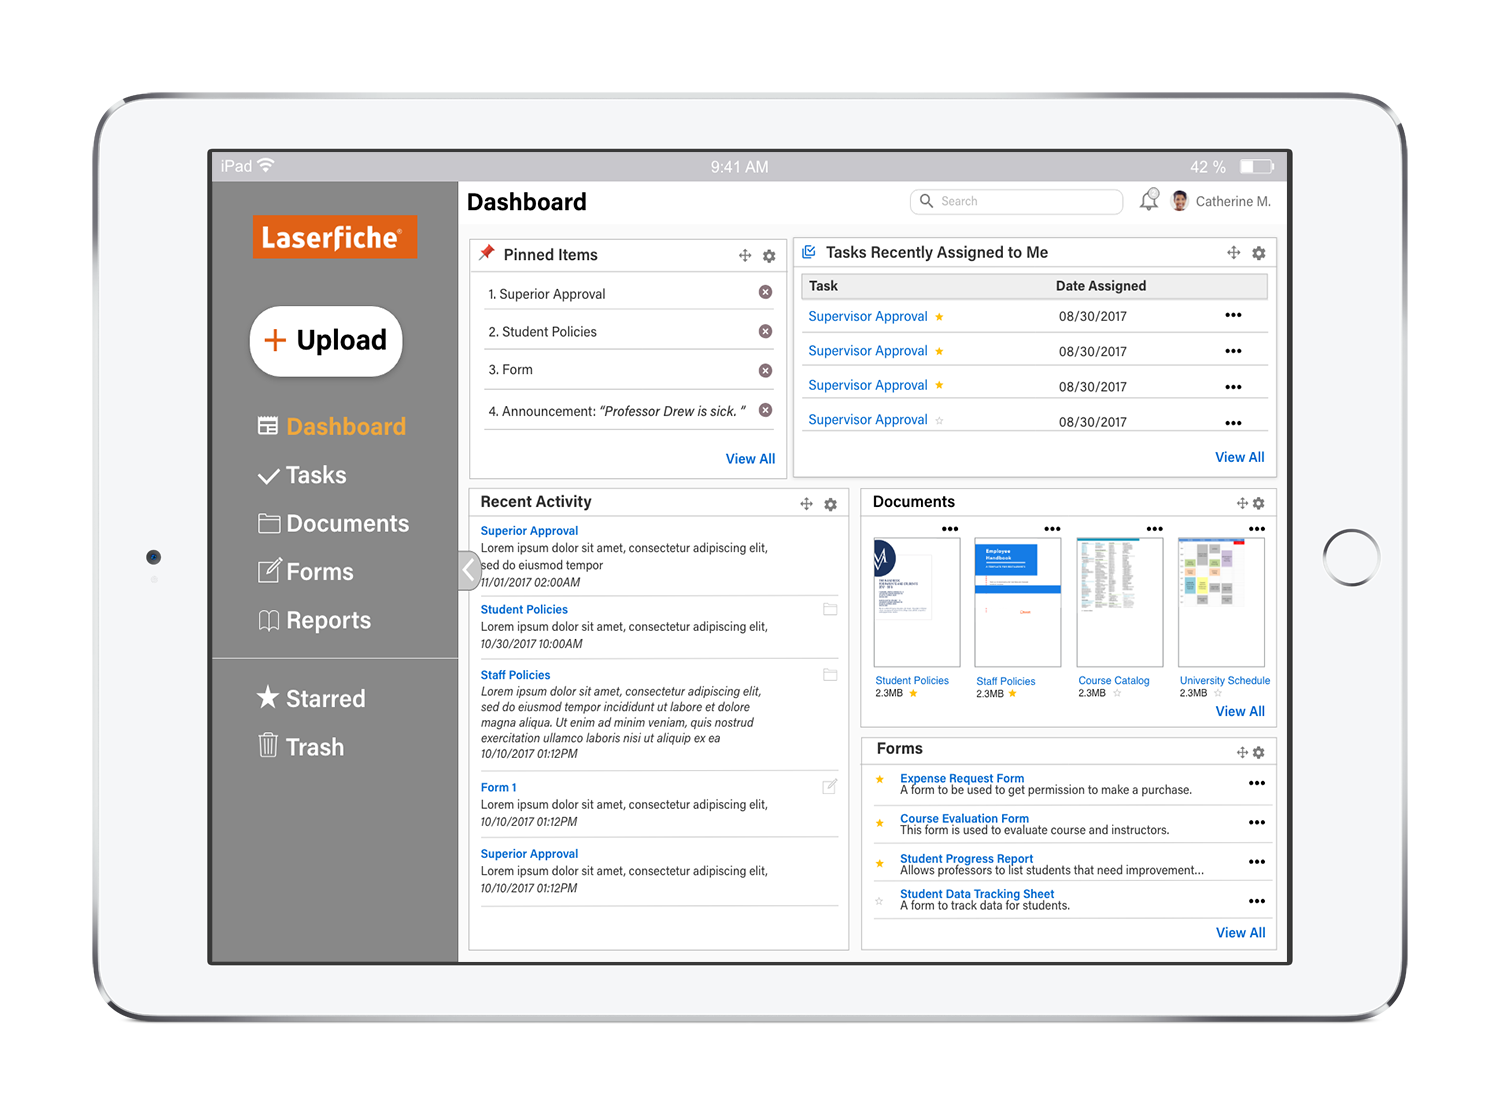 iPad
9:41 AM
42 %
Laserfiche
Upload
Dashboard
Tasks
Documents
Forms
Reports
Starred
Trash
Dashboard
Search
Catherine M.
Pinned Items
1. Superior Approval
2. Student Policies
3. Form
4. Announcement: “Professor Drew is sick. ”
View All
Tasks Recently Assigned to Me
Task Date Assigned
Supervisor Approval 08/30/2017
Supervisor Approval 08/30/2017
Supervisor Approval 08/30/2017
Supervisor Approval 08/30/2017
View All
Recent Activity
Superior Approval
Lorem ipsum dolor sit amet, consectetur adipiscing elit,
sed do eiusmod tempor
11/01/2017 02:00AM
Student Policies
Lorem ipsum dolor sit amet, consectetur adipiscing elit,
10/30/2017 10:00AM
Staff Policies
Lorem ipsum dolor sit amet, consectetur adipiscing elit,
sed do eiusmod tempor incididunt ut labore et dolore
magna aliqua. Ut enim ad minim veniam, quis nostrud
exercitation ullamco laboris nisi ut aliquip ex ea
10/10/2017 01:12PM
Form 1
Lorem ipsum dolor sit amet, consectetur adipiscing elit,
10/10/2017 01:12PM
Superior Approval
Lorem ipsum dolor sit amet, consectetur adipiscing elit,
10/10/2017 01:12PM
Documents
Employee
Handbook
Student Policies
2.3MB
Staff Policies
2.3MB
Course Catalog
2.3MB
University Schedule
2.3MB
View All
Forms
Expense Request Form
A form to be used to get permission to make a purchase.
Course Evaluation Form
This form is used to evaluate course and instructors.
Student Progress Report
Allows professors to list students that need improvement...
Student Data Tracking Sheet
A form to track data for students.
View All